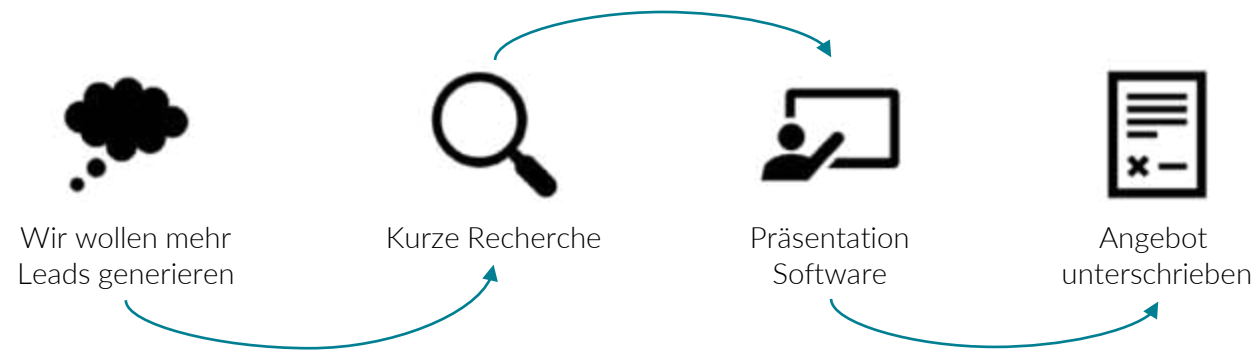 Wir wollen mehr
Leads generieren
Kurze Recherche
Präsentation
Software
Angebot
unterschrieben